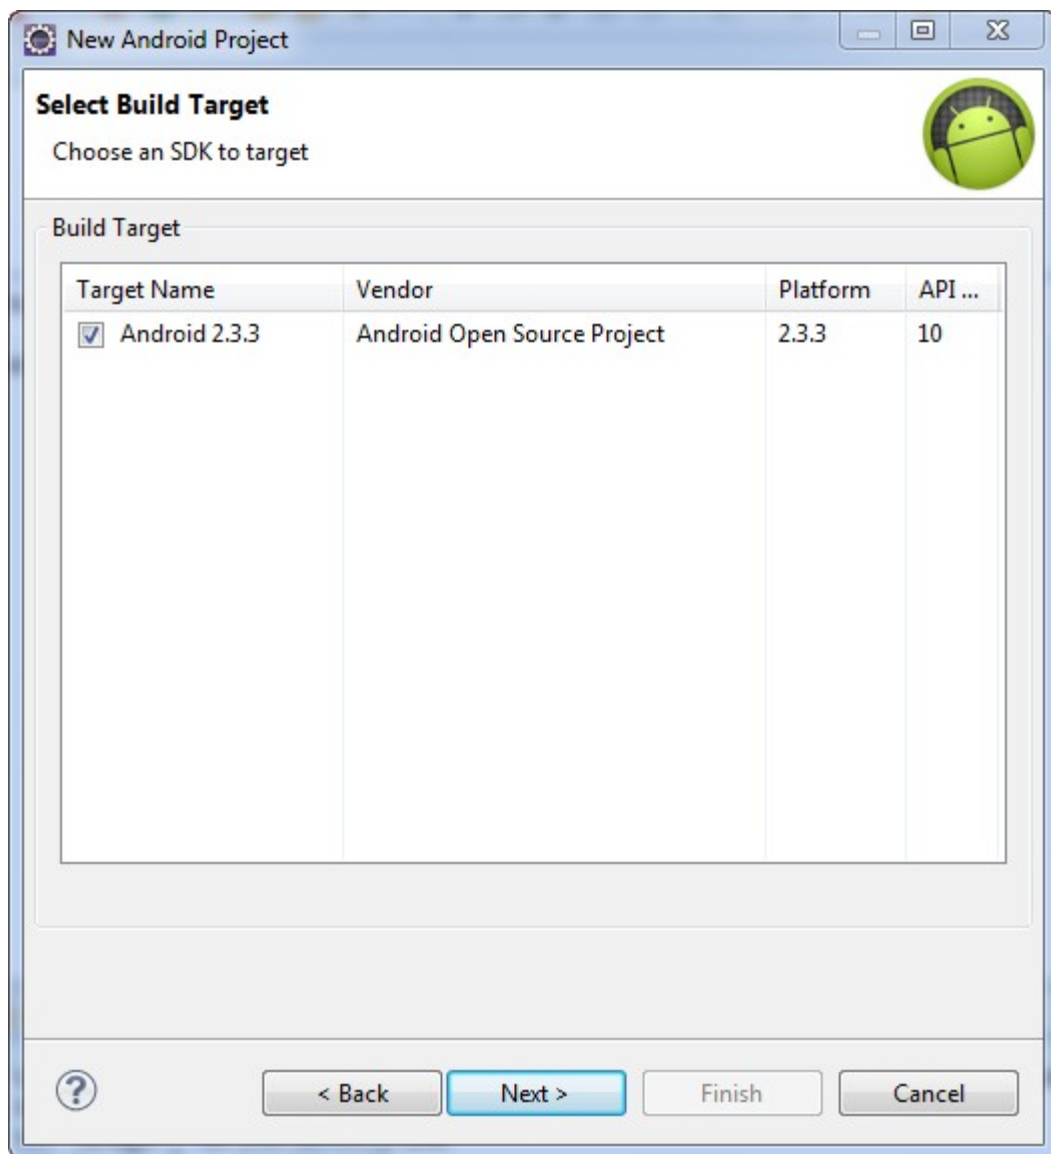 New Android Project
Select Build Target
Choose an SDK to target
Build Target
Target Name Vendor Platform API ...
Android 2.3.3 Android Open Source Project 2.3.3 10
? < Back Next > Finish Cancel